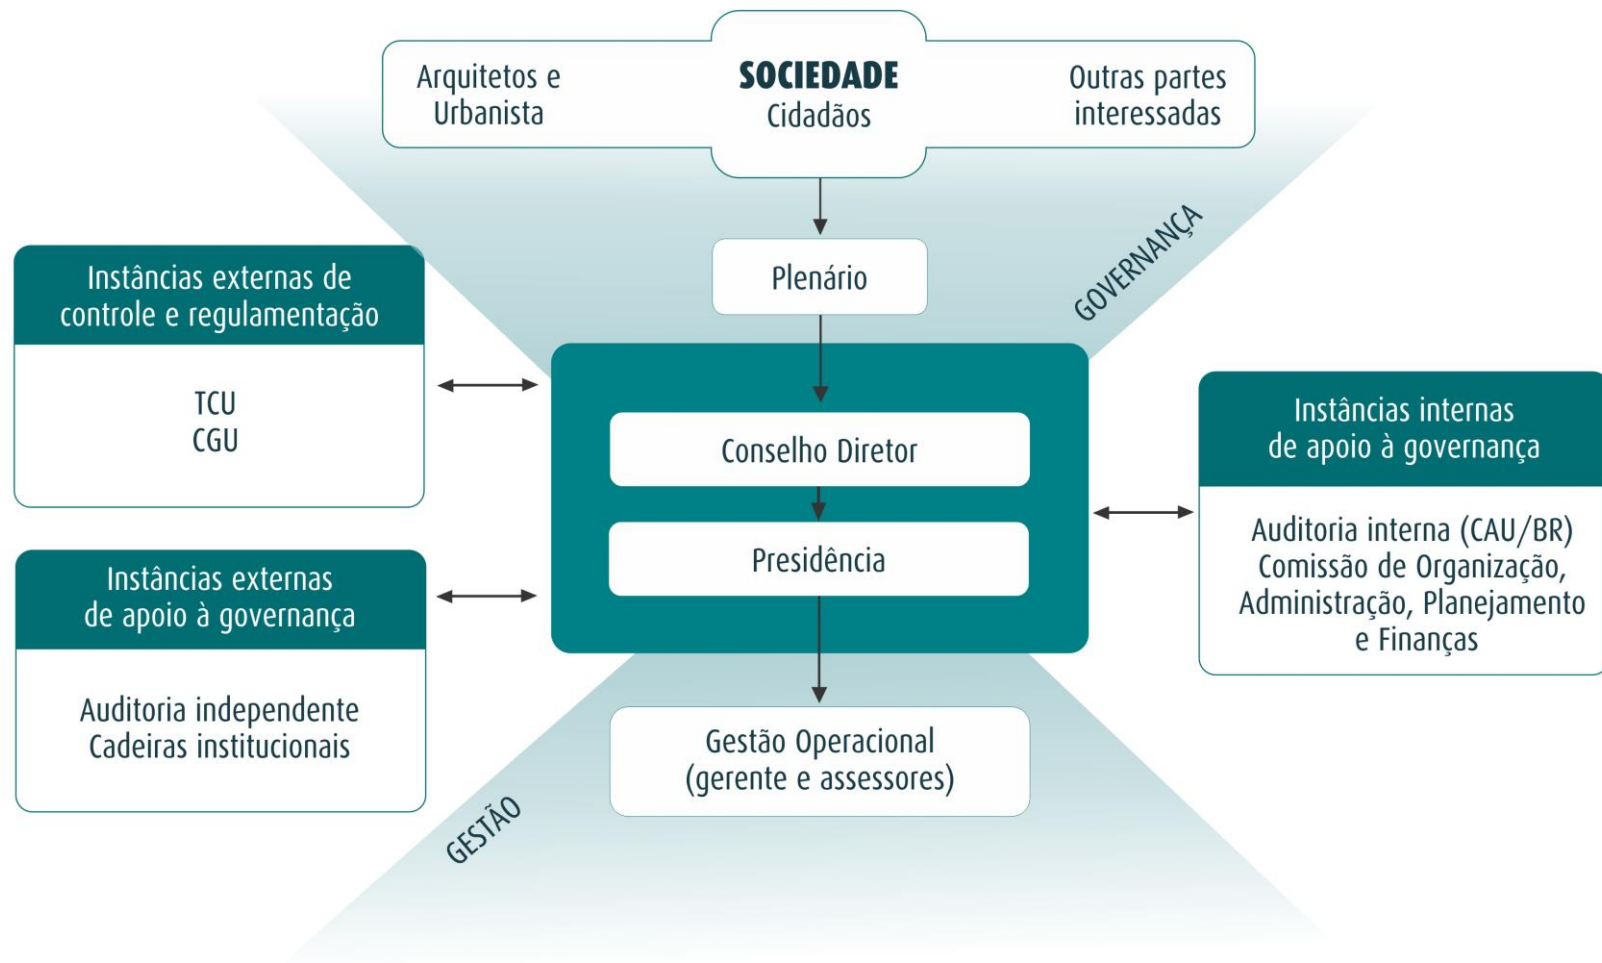 Arquitetos e
Urbanista
SOCIEDADE
Cidadãos
Outras partes
interessadas
GOVERNANÇA
Plenário
Instâncias externas de
controle e regulamentação
TCU
CGU
Conselho Diretor
Presidência
Instâncias internas
de apoio à governança
Auditoria interna (CAU/BR)
Comissão de Organização,
Administração, Planejamento
e Finanças
Instâncias externas
de apoio à governança
Auditoria independente
Cadeiras institucionais
Gestão Operacional
(gerente e assessores)
GESTÃO